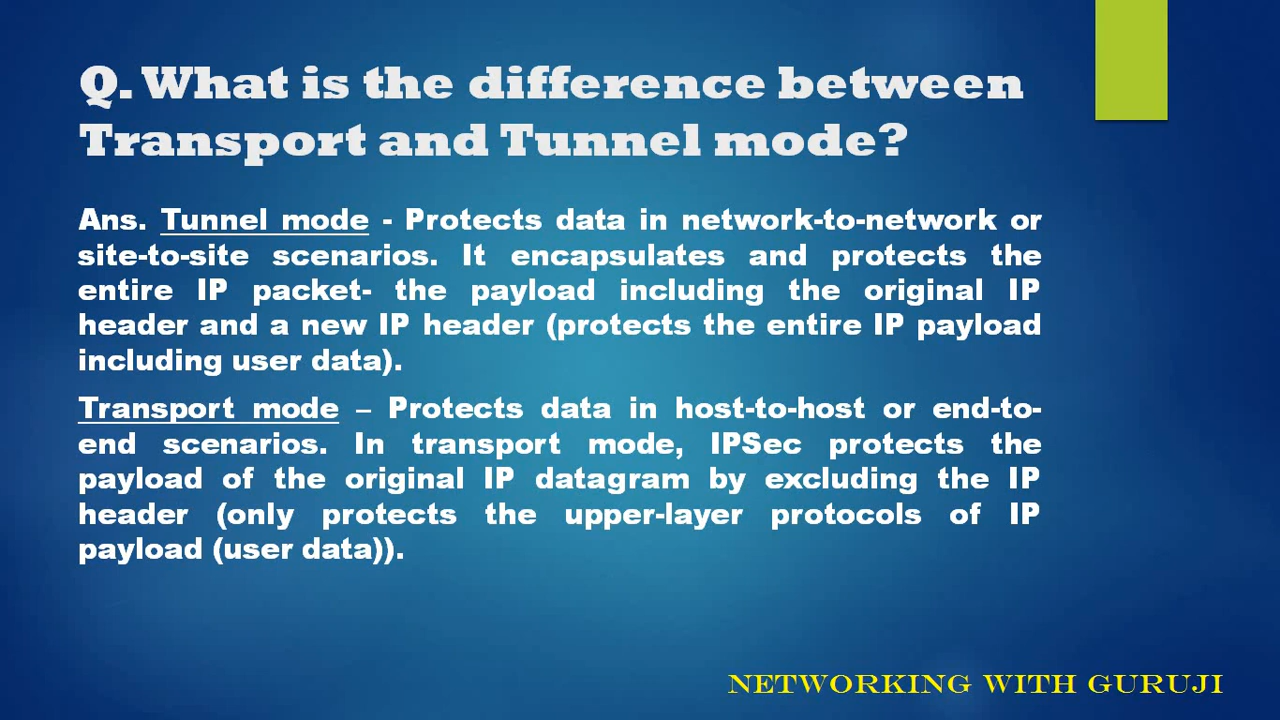 Q. What is the difference between
Transport and Tunnel mode?
Ans. Tunnel mode - Protects data in network-to-network or
site-to-site scenarios. It encapsulates and protects the
entire IP packet- the payload including the original IP
header and a new IP header (protects the entire IP payload
including user data).
Transport mode – Protects data in host-to-host or end-to-
end scenarios. In transport mode, IPSec protects the
payload of the original IP datagram by excluding the IP
header (only protects the upper-layer protocols of IP
payload (user data)).
NETWORKING WITH GURUJI